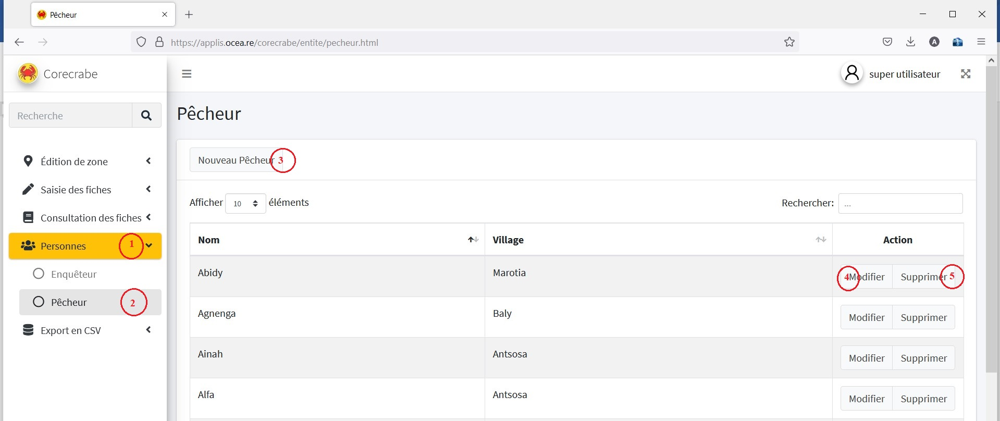 Pêcheur
https://applis.ocea.re/corecrabe/entite/pecheur.html
A
Corecrabe
super utilisateur
Recherche
Pêcheur
Édition de zone
Nouveau Pêcheur 3
Saisie des fiches
Consultation des fiches
Personnes 1
Enquêteur
Pêcheur 2
Export en CSV
Afficher 10 éléments
Rechercher: ...
Nom Village Action
Abidy Marotia 4 Modifier Supprimer 5
Agnenga Baly Modifier Supprimer
Ainah Antsosa Modifier Supprimer
Alfa Antsosa Modifier Supprimer